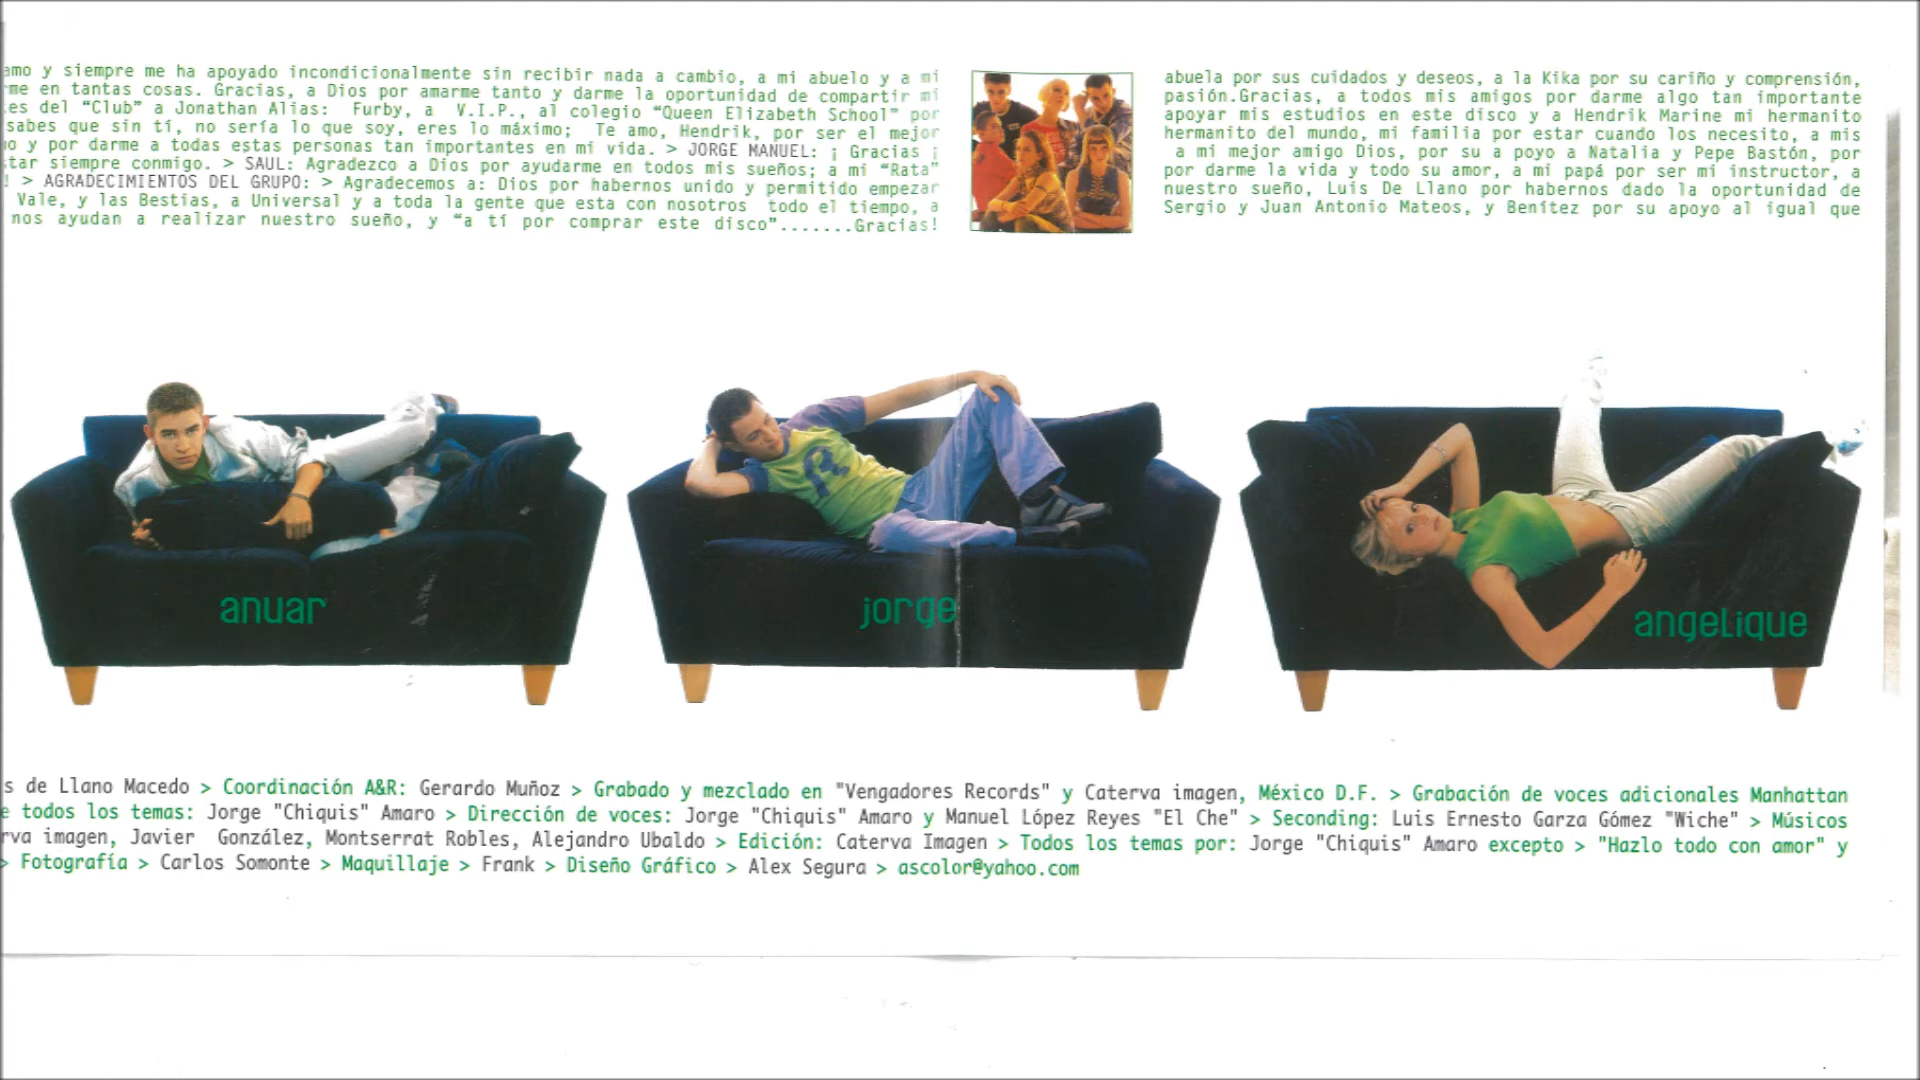 amo y siempre me ha apoyado incondicionalmente sin recibir nada a cambio, a mi abuelo y a mi
me en tantas cosas. Gracias, a Dios por amarme tanto y darme la oportunidad de compartir mi
es del “Club” a Jonathan Alias: Furby, a V.I.P., al colegio “Queen Elizabeth School” por
sabes que sin tí, no sería lo que soy, eres lo máximo; Te amo, Hendrik, por ser el mejor
o y por darme a todas estas personas tan importantes en mi vida. > JORGE MANUEL: ¡ Gracias ¡
tar siempre conmigo. > SAUL: Agradezco a Dios por ayudarme en todos mis sueños; a mi “Rata”
! > AGRADECIMIENTOS DEL GRUPO: > Agradecemos a: Dios por habernos unido y permitido empezar
Vale, y las Bestias, a Universal y a toda la gente que esta con nosotros todo el tiempo, a
nos ayudan a realizar nuestro sueño, y “a tí por comprar este disco”.......Gracias!
abuela por sus cuidados y deseos, a la Kika por su cariño y comprensión,
pasión.Gracias, a todos mis amigos por darme algo tan importante
apoyar mis estudios en este disco y a Hendrik Marine mi hermanito
hermanito del mundo, mi familia por estar cuando los necesito, a mis
a mi mejor amigo Dios, por su a poyo a Natalia y Pepe Bastón, por
por darme la vida y todo su amor, a mi papá por ser mi instructor, a
nuestro sueño, Luis De Llano por habernos dado la oportunidad de
Sergio y Juan Antonio Mateos, y Benítez por su apoyo al igual que
anuar
jorge
angelique
s de Llano Macedo > Coordinación A&R: Gerardo Muñoz > Grabado y mezclado en "Vengadores Records" y Caterva imagen, México D.F. > Grabación de voces adicionales Manhattan
e todos los temas: Jorge "Chiquis" Amaro > Dirección de voces: Jorge "Chiquis" Amaro y Manuel López Reyes "El Che" > Seconding: Luis Ernesto Garza Gómez "Wiche" > Músicos
rva imagen, Javier González, Montserrat Robles, Alejandro Ubaldo > Edición: Caterva Imagen > Todos los temas por: Jorge "Chiquis" Amaro excepto > "Hazlo todo con amor" y
> Fotografía > Carlos Somonte > Maquillaje > Frank > Diseño Gráfico > Alex Segura > ascolor@yahoo.com